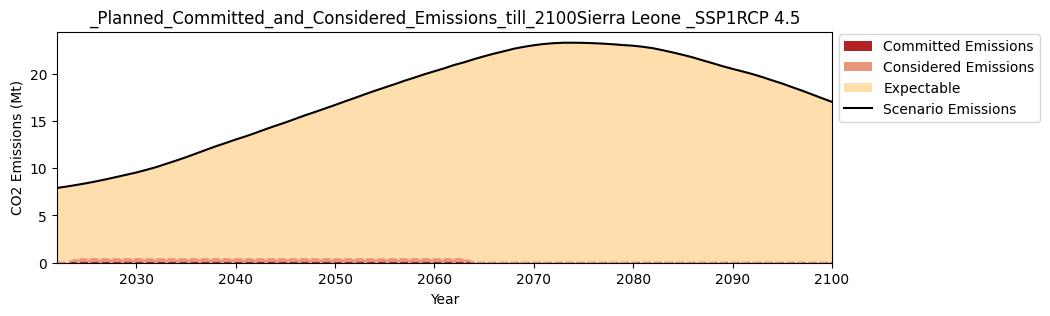 _Planned_Committed_and_Considered_Emissions_till_2100Sierra Leone _SSP1RCP 4.5
Committed Emissions
Considered Emissions
Expectable
Scenario Emissions
CO2 Emissions (Mt)
20
15
10
5
0
2030 2040 2050 2060 2070 2080 2090 2100
Year